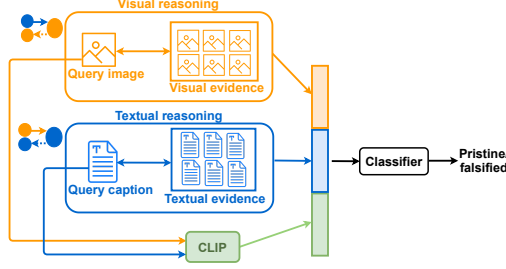 Visual reasoning
Query image
Visual evidence
Textual reasoning
T
T T T
T T T
Query caption
Textual evidence
Classifier
Pristine/
falsified
CLIP